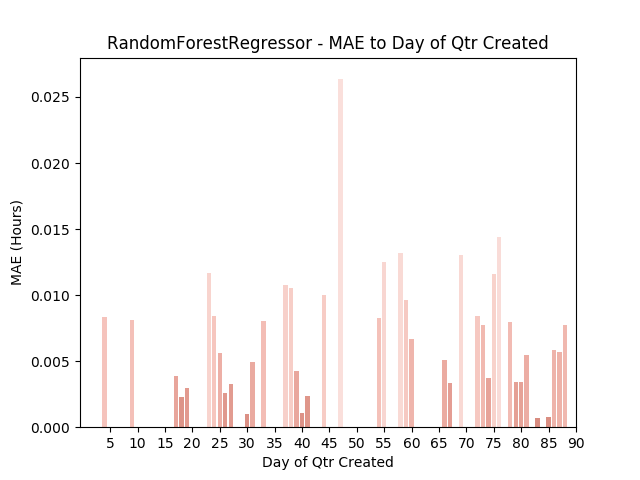 RandomForestRegressor - MAE to Day of Qtr Created
MAE (Hours)
0.025
0.020
0.015
0.010
0.005
0.000
5 10 15 20 25 30 35 40 45 50 55 60 65 70 75 80 85 90
Day of Qtr Created